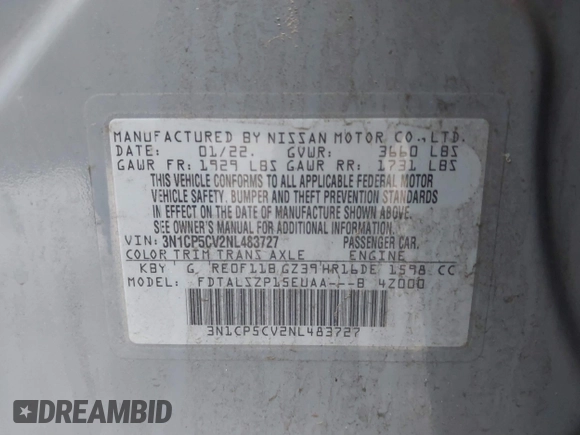 MANUFACTURED BY NISSAN MOTOR CO., LTD.
DATE: 01/22. GVWR: 3660 LBS
GAWR FR: 1929 LBS GAWR RR: 1731 LBS
THIS VEHICLE CONFORMS TO ALL APPLICABLE FEDERAL MOTOR
VEHICLE SAFETY, BUMPER AND THEFT PREVENTION STANDARDS
IN EFFECT ON THE DATE OF MANUFACTURE SHOWN ABOVE.
SEE OWNER'S MANUAL FOR ADDITIONAL INFORMATION
VIN: 3N1CP5CV2NL483727 PASSENGER CAR.
COLOR TRIM TRANS AXLE ENGINE
KBY G RE0F11B GZ39 HR16DE 1598 CC
MODEL: FDTALSZP15EUAA---B 4Z000
3N1CP5CV2NL483727
DREAMBID